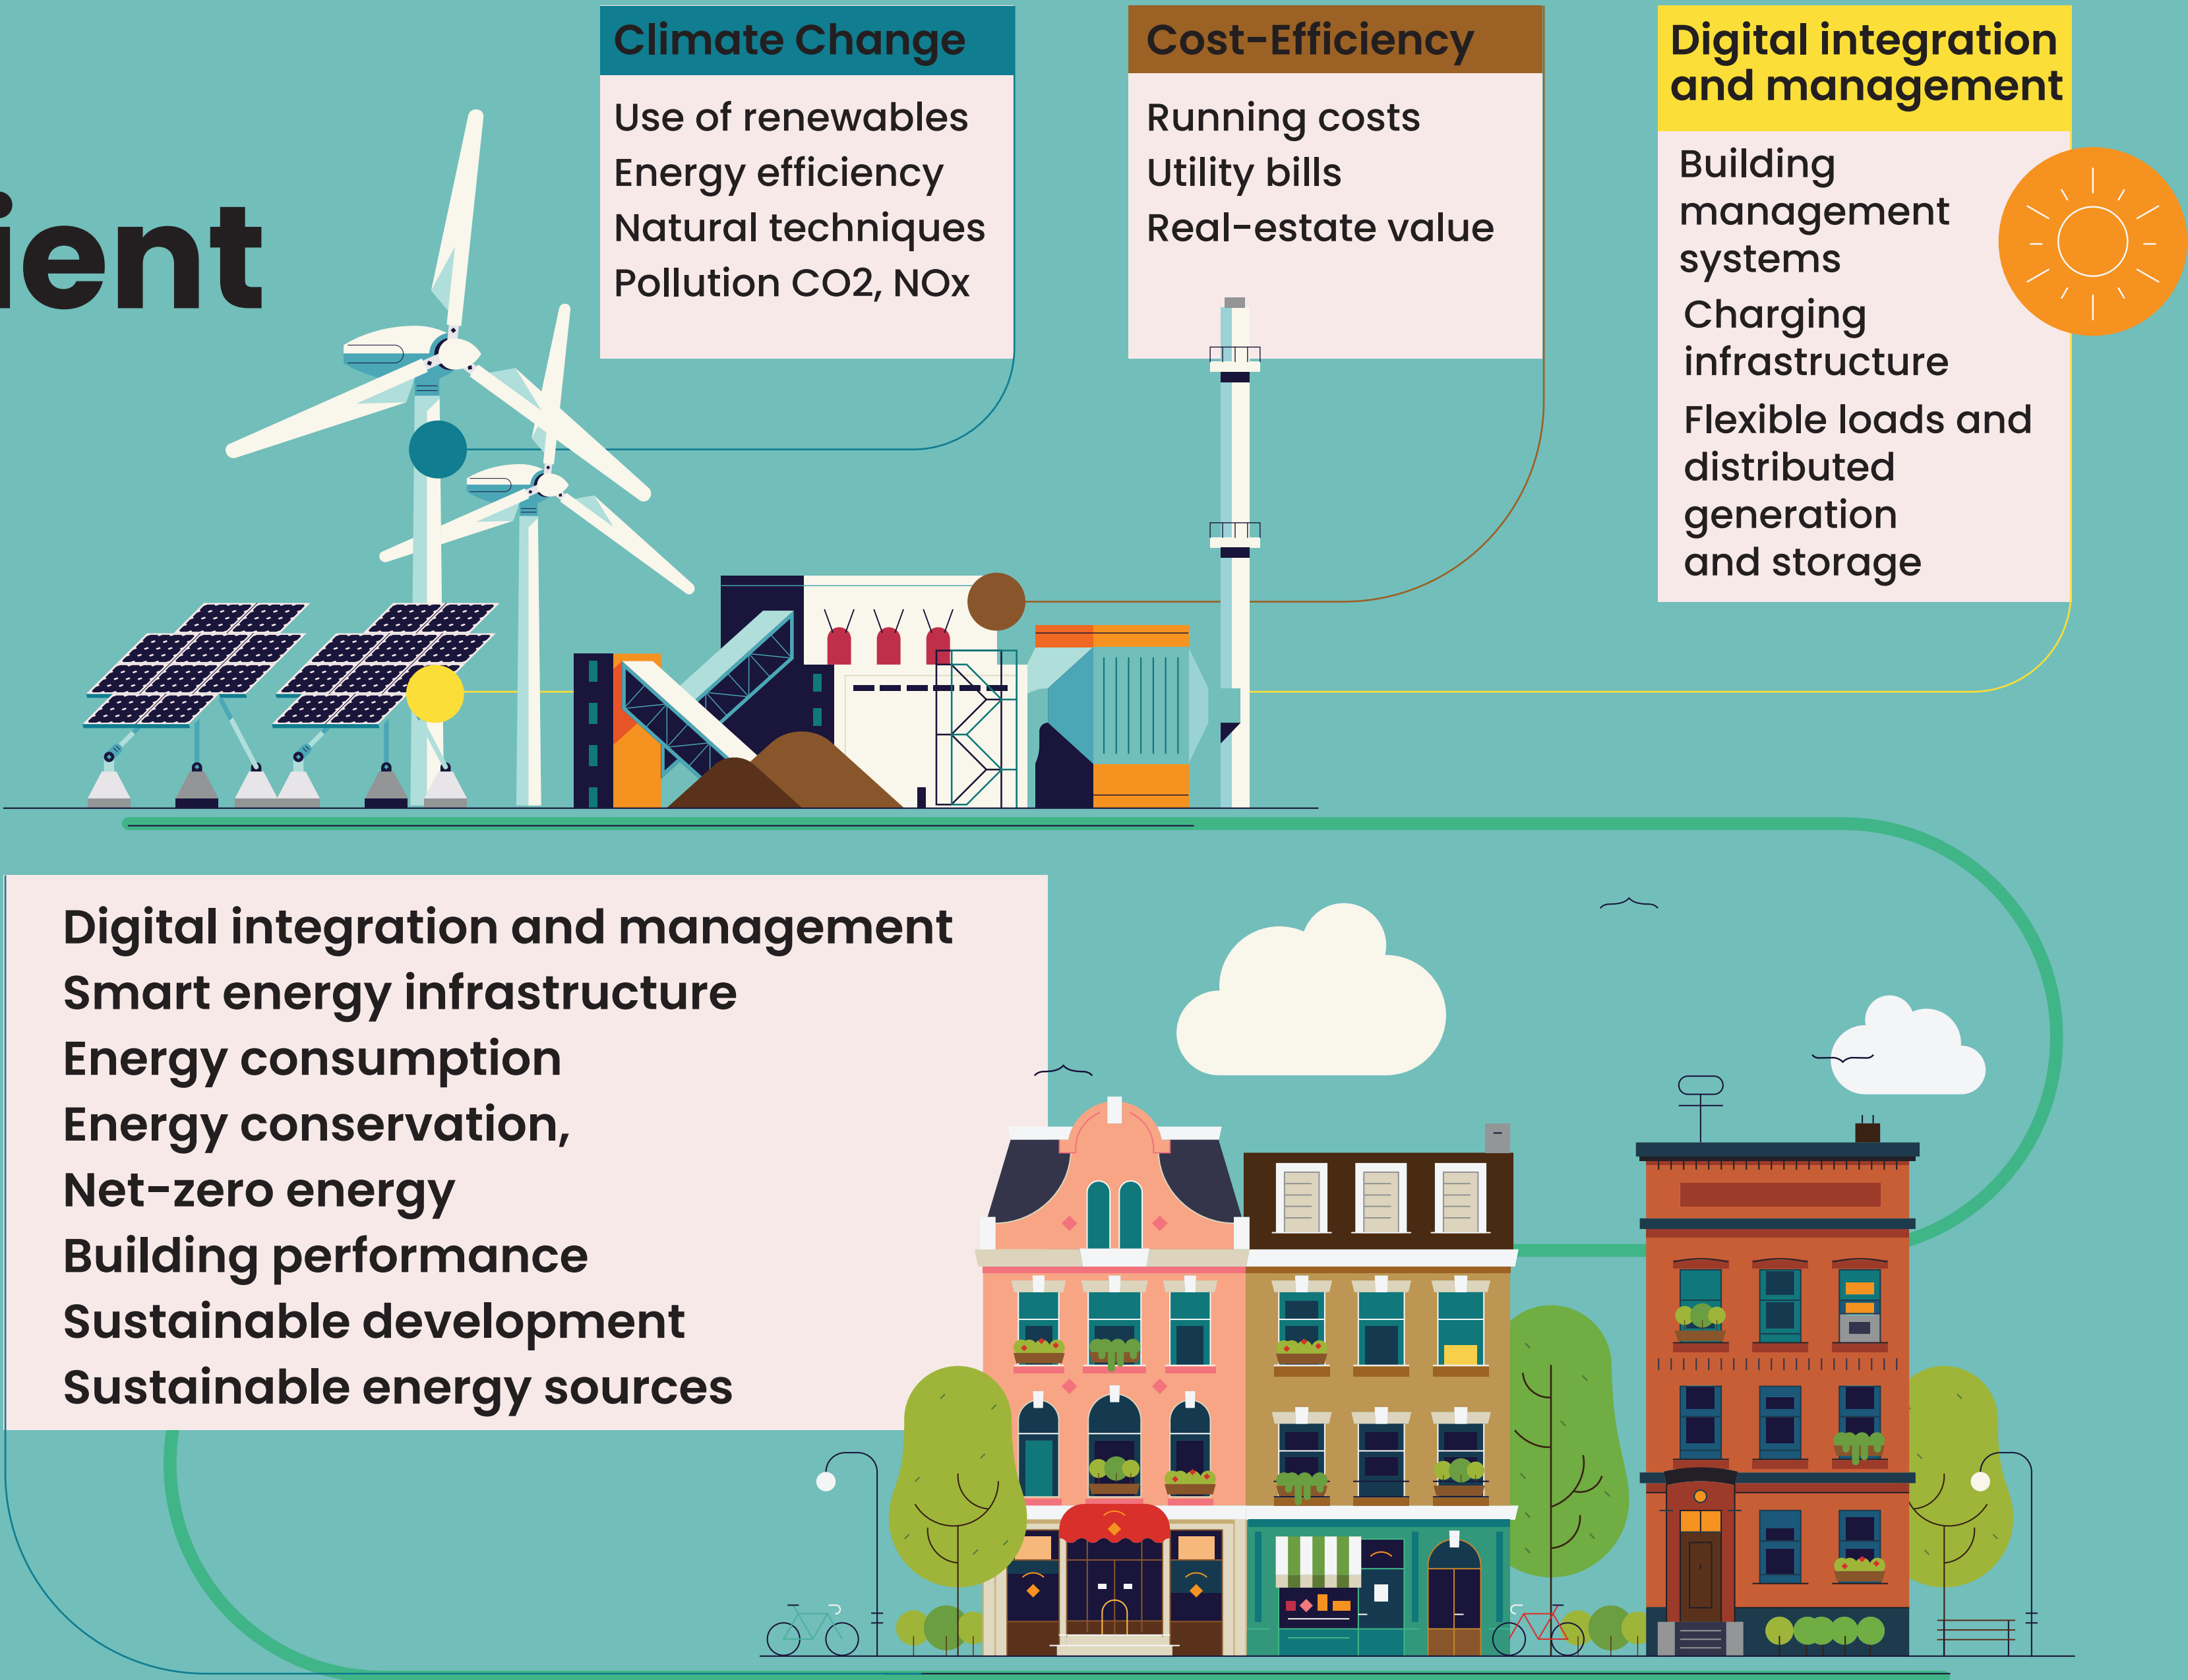 ient
Climate Change
Use of renewables
Energy efficiency
Natural techniques
Pollution CO2, NOx
Cost-Efficiency
Running costs
Utility bills
Real-estate value
Digital integration
and management
Building
management
systems
Charging
infrastructure
Flexible loads and
distributed
generation
and storage
Digital integration and management
Smart energy infrastructure
Energy consumption
Energy conservation,
Net-zero energy
Building performance
Sustainable development
Sustainable energy sources